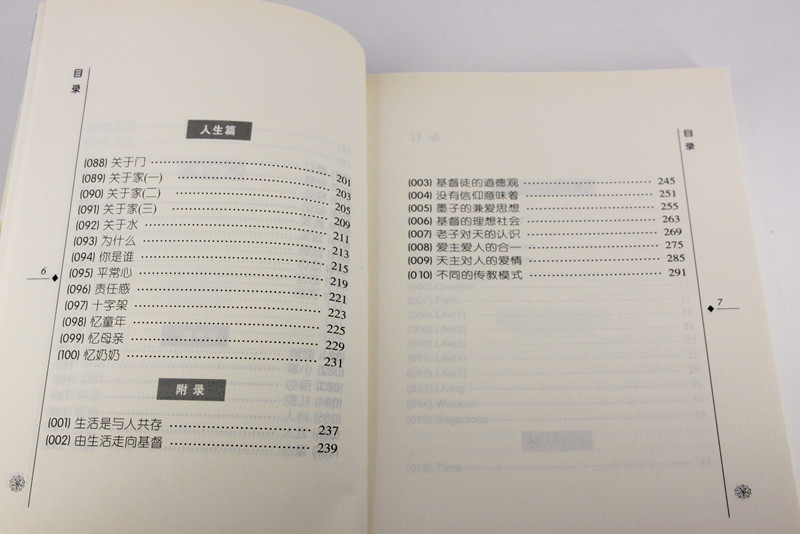 目录
人生篇
(088) 关于门 201
(089) 关于家(一) 203
(090) 关于家(二) 205
(091) 关于家(三) 209
(092) 关于水 211
(093) 为什么 213
(094) 你是谁 215
(095) 平常心 219
(096) 责任感 221
(097) 十字架 223
(098) 忆童年 225
(099) 忆母亲 229
(100) 忆奶奶 231
附录
(001) 生活是与人共存 237
(002) 由生活走向基督 239
6
目录
(003) 基督徒的道德观 245
(004) 没有信仰意味着 251
(005) 墨子的兼爱思想 255
(006) 基督的理想社会 263
(007) 老子对天的认识 269
(008) 爱主爱人的合一 275
(009) 天主对人的爱情 285
(010) 不同的传教模式 291
7